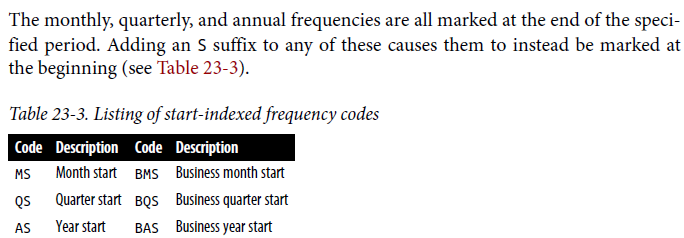 The monthly, quarterly, and annual frequencies are all marked at the end of the speci-
fied period. Adding an S suffix to any of these causes them to instead be marked at
the beginning (see Table 23-3).
Table 23-3. Listing of start-indexed frequency codes
Code Description Code Description
MS Month start BMS Business month start
QS Quarter start BQS Business quarter start
AS Year start BAS Business year start